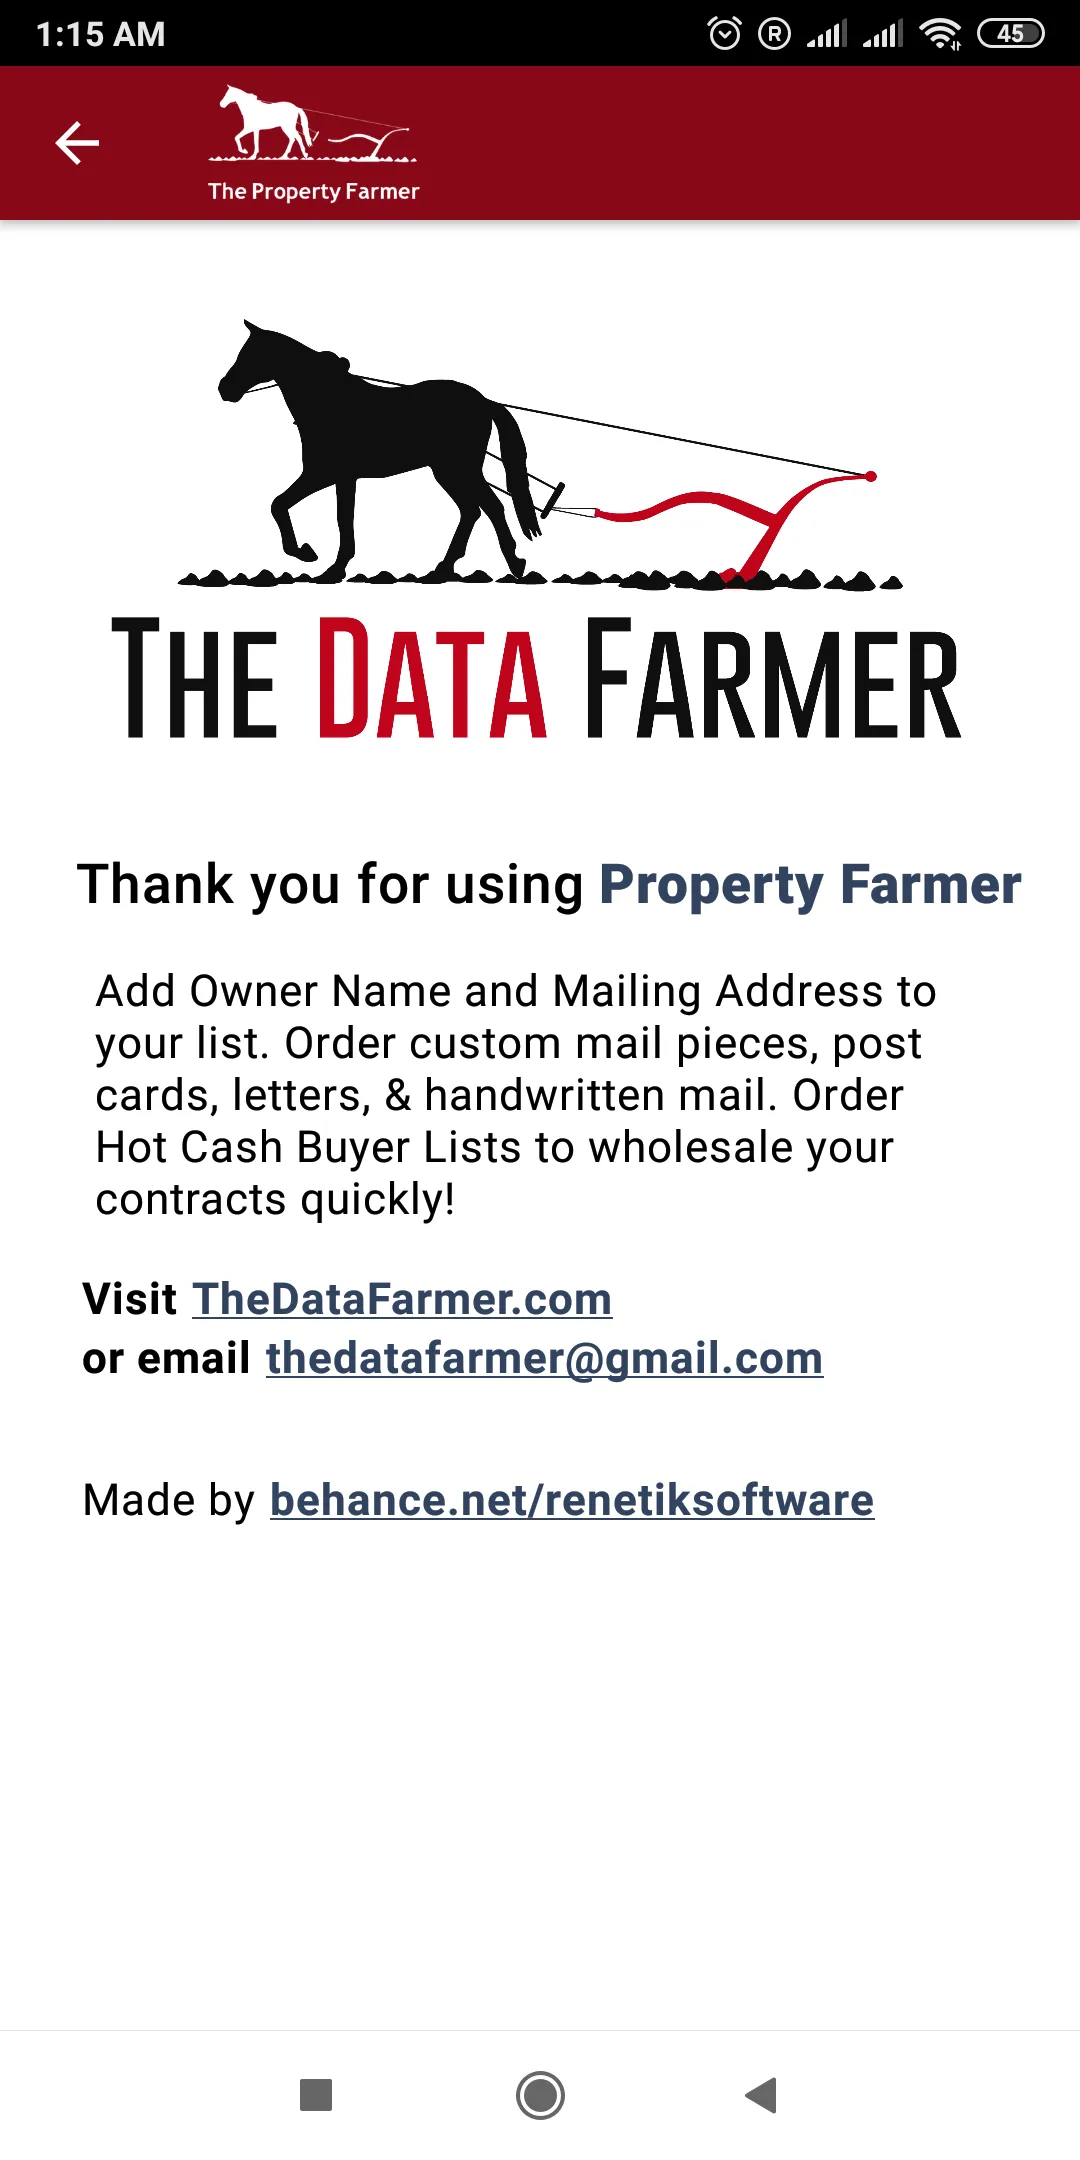 1:15 AM
R
45
The Property Farmer
THE DATA FARMER
Thank you for using Property Farmer
Add Owner Name and Mailing Address to
your list. Order custom mail pieces, post
cards, letters, & handwritten mail. Order
Hot Cash Buyer Lists to wholesale your
contracts quickly!
Visit TheDataFarmer.com
or email thedatafarmer@gmail.com
Made by behance.net/renetiksoftware